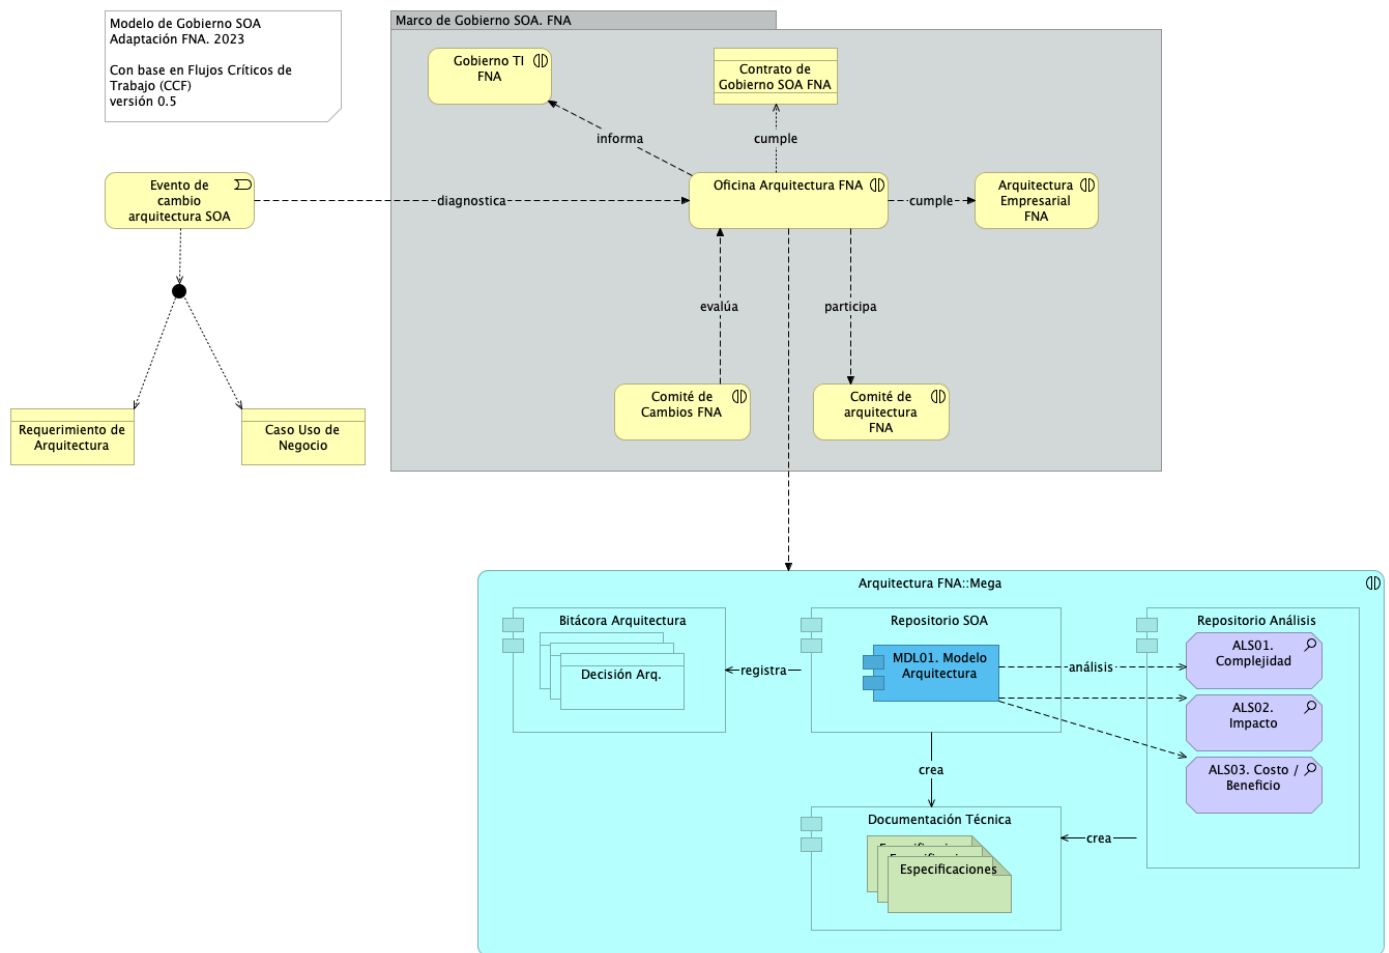 Modelo de Gobierno SOA
Adaptación FNA. 2023
Con base en Flujos Críticos de
Trabajo (CCF)
versión 0.5
Marco de Gobierno SOA. FNA
Gobierno TI
FNA
Contrato de
Gobierno SOA FNA
informa
cumple
Evento de
cambio
arquitectura SOA
diagnostica
Oficina Arquitectura FNA
cumple
Arquitectura
Empresarial
FNA
evalúa
participa
Comité de
Cambios FNA
Comité de
arquitectura
FNA
Requerimiento de
Arquitectura
Caso Uso de
Negocio
Arquitectura FNA::Mega
Bitácora Arquitectura
Decisión Arq.
registra
Repositorio SOA
MDL01. Modelo
Arquitectura
análisis
Repositorio Análisis
ALS01.
Complejidad
ALS02.
Impacto
ALS03. Costo /
Beneficio
crea
Documentación Técnica
Especificaciones
crea